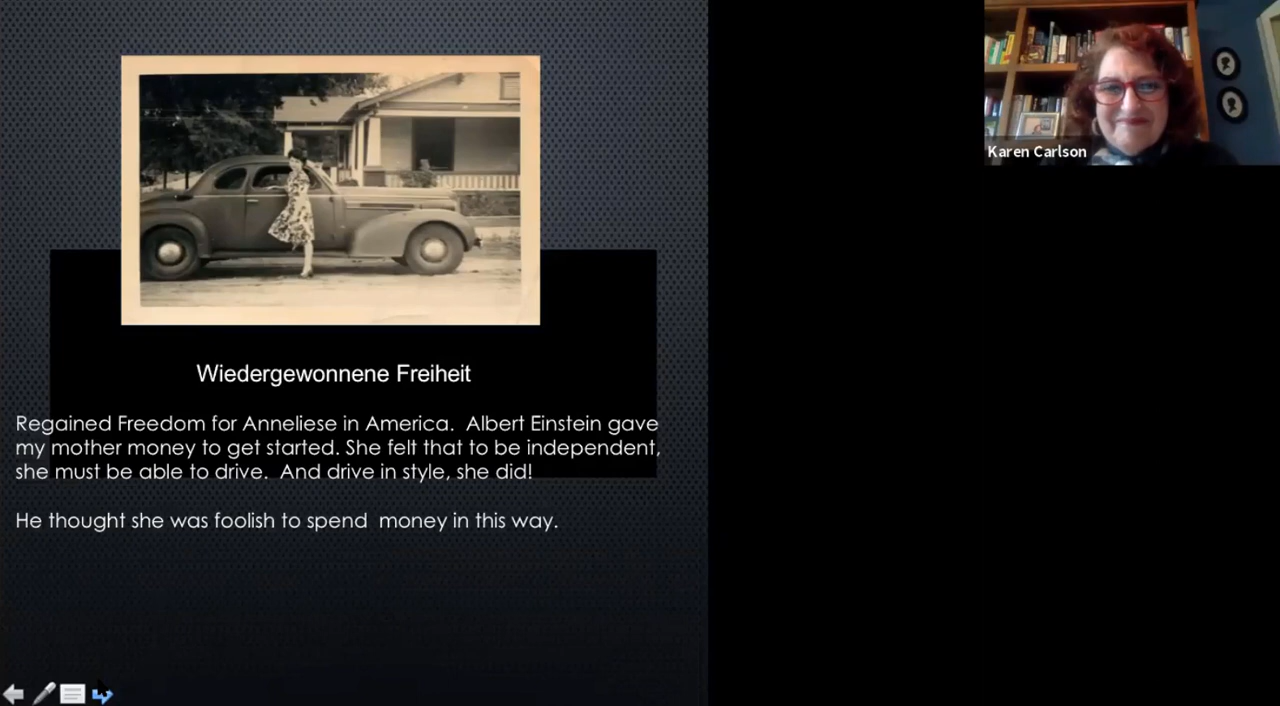 Karen Carlson
Wiedergewonnene Freiheit
Regained Freedom for Anneliese in America.  Albert Einstein gave
my mother money to get started. She felt that to be independent,
she must be able to drive.  And drive in style, she did!
He thought she was foolish to spend  money in this way.